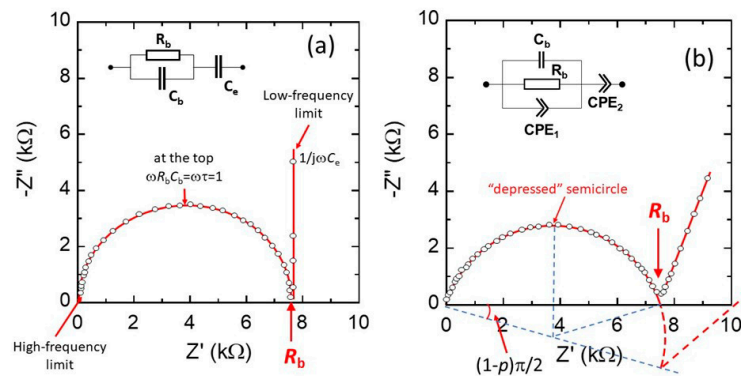 (a)
R_b
C_b
C_e
Low-frequency
limit
1/jωC_e
at the top
ωR_bC_b=ωτ=1
-Z" (kΩ)
10
8
6
4
2
0
0 2 4 6 8 10
Z' (kΩ)
High-frequency
limit
R_b
(b)
C_b
R_b
CPE_1
CPE_2
"depressed" semicircle
R_b
-Z" (kΩ)
10
8
6
4
2
0
0 2 4 6 8 10
Z' (kΩ)
(1-p)π/2